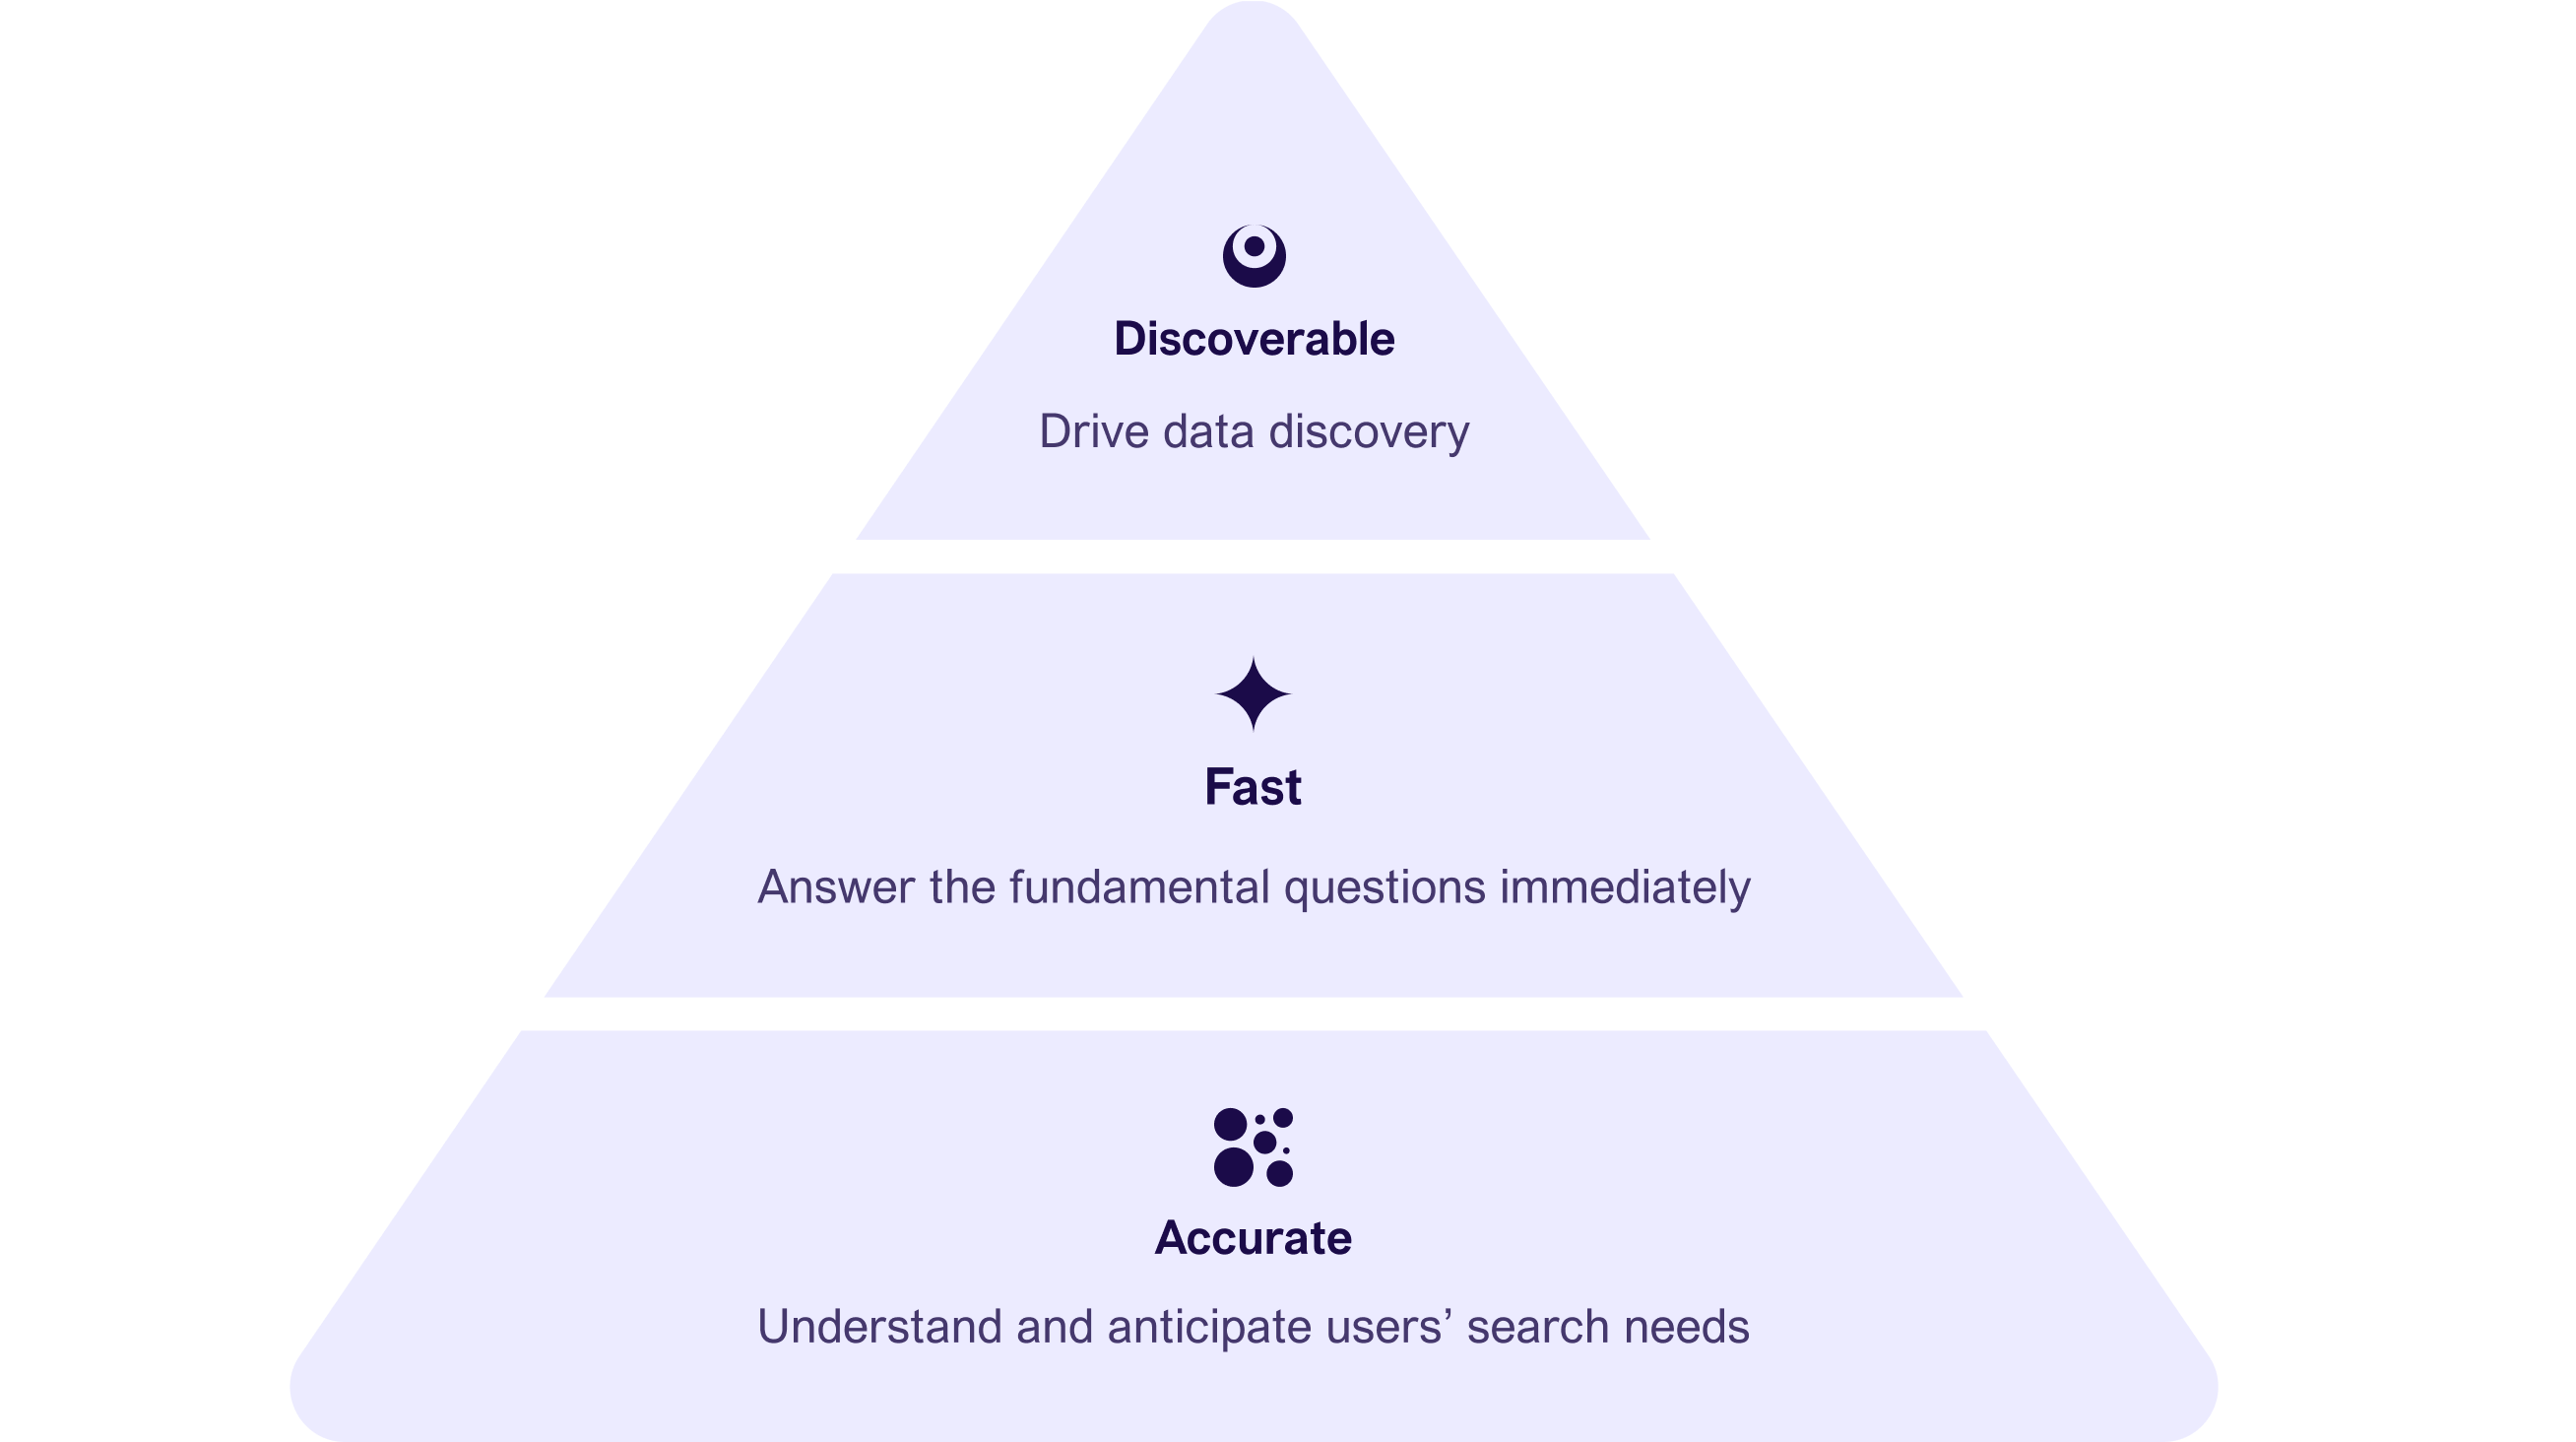 Discoverable
Drive data discovery
Fast
Answer the fundamental questions immediately
Accurate
Understand and anticipate users’ search needs